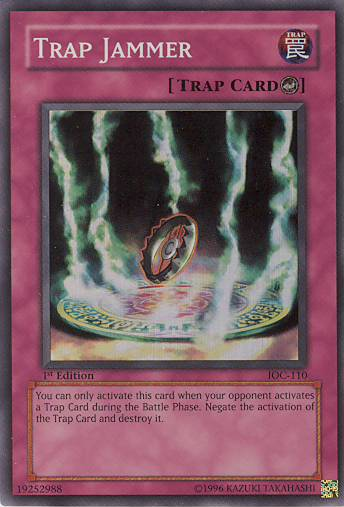 TRAP JAMMER
TRAP
罠
[TRAP CARD]
1st Edition
IOC-110
You can only activate this card when your opponent activates
a Trap Card during the Battle Phase. Negate the activation of
the Trap Card and destroy it.
19252988
©1996 KAZUKI TAKAHASHI